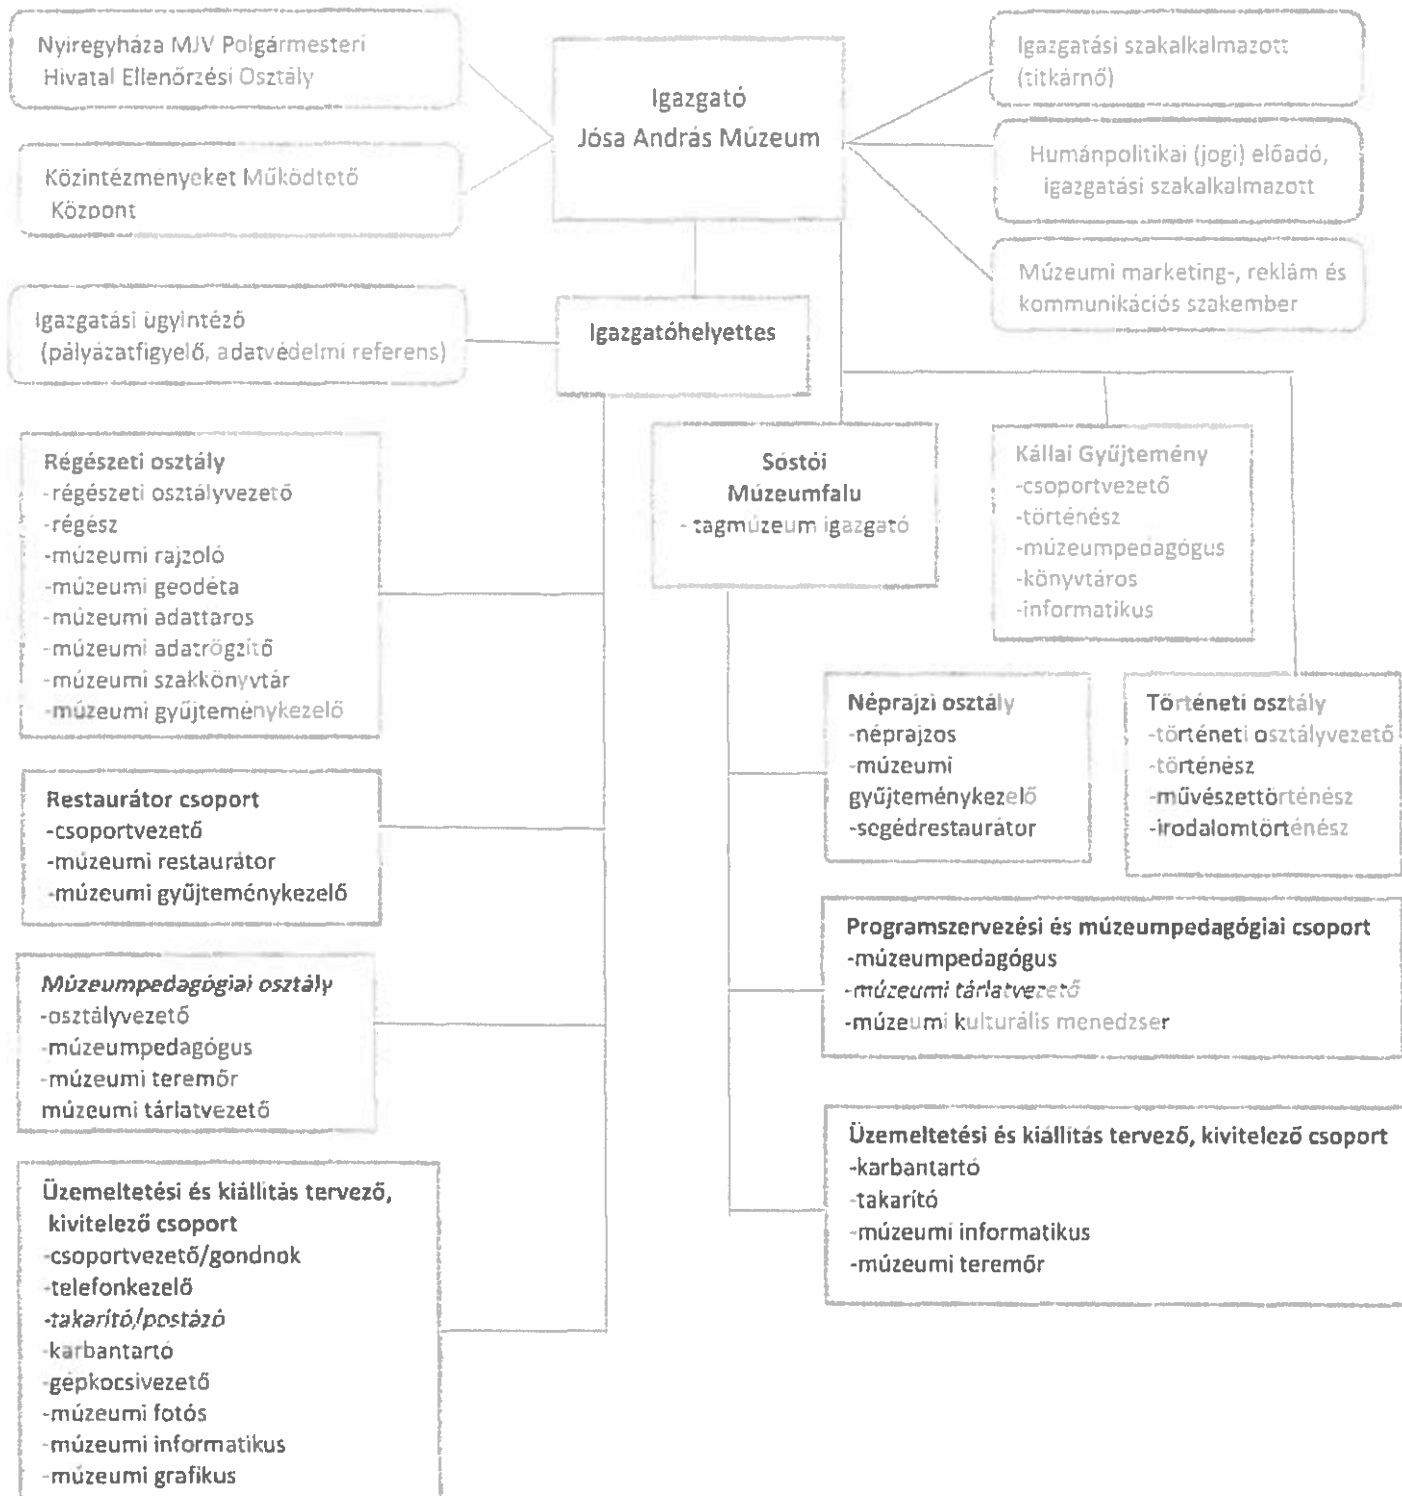 Nyiregyháza MJV Polgármesteri
Hivatal Ellenőrzési Osztály
Közintézményeket Működtető
Központ
Igazgató
Jósa András Múzeum
Igazgatási szakalkalmazott
(titkárnő)
Humánpolitikai (jogi) előadó,
igazgatási szakalkalmazott
Múzeumi marketing-, reklám és
kommunikációs szakember
Igazgatási ügyintéző
(pályázatfigyelő, adatvédelmi referens)
Igazgatóhelyettes
Régészeti osztály
-régészeti osztályvezető
-régész
-múzeumi rajzoló
-múzeumi geodéta
-múzeumi adattaros
-múzeumi adatrögzítő
-múzeumi szakkönyvtár
-múzeumi gyűjteménykezelő
Sóstói
Múzeumfalu
- tagmúzeum igazgató
Kállai Gyűjtemény
-csoportvezető
-történész
-múzeumpedagógus
-könyvtáros
-informatikus
Néprajzi osztály
-néprajzos
-múzeumi
gyűjteménykezelő
-segédrestaurátor
Történeti osztály
-történeti osztályvezető
-történész
-művészettörténész
-irodalomtörténész
Restaurátor csoport
-csoportvezető
-múzeumi restaurátor
-múzeumi gyűjteménykezelő
Programszervezési és múzeumpedagógiai csoport
-múzeumpedagógus
-múzeumi tárlatvezető
-múzeumi kulturális menedzser
Múzeumpedagógiai osztály
-osztályvezető
-múzeumpedagógus
-múzeumi teremőr
múzeumi tárlatvezető
Üzemeltetési és kiállítás tervező, kivitelező csoport
-karbantartó
-takarító
-múzeumi informatikus
-múzeumi teremőr
Üzemeltetési és kiállítás tervező,
kivitelező csoport
-csoportvezető/gondnok
-telefonkezelő
-takarító/postázó
-karbantartó
-gépkocsivezető
-múzeumi fotós
-múzeumi informatikus
-múzeumi grafikus